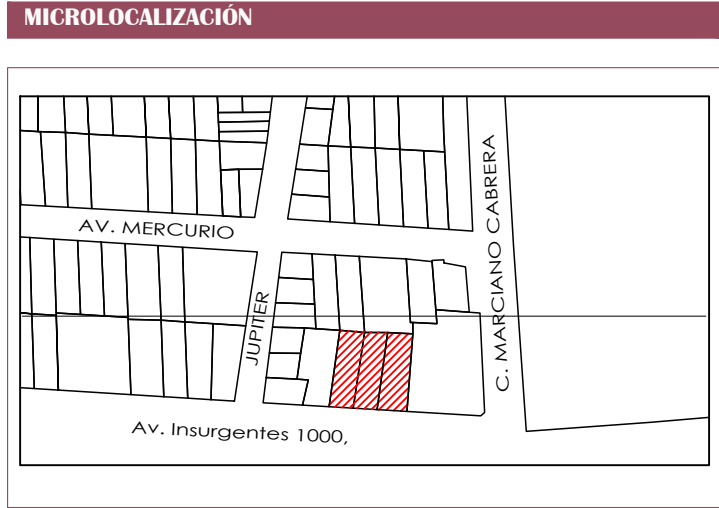 MICROLOCALIZACIÓN
C. MARCIANO CABRERA
AV. MERCURIO
JUPITER
Av. Insurgentes 1000,